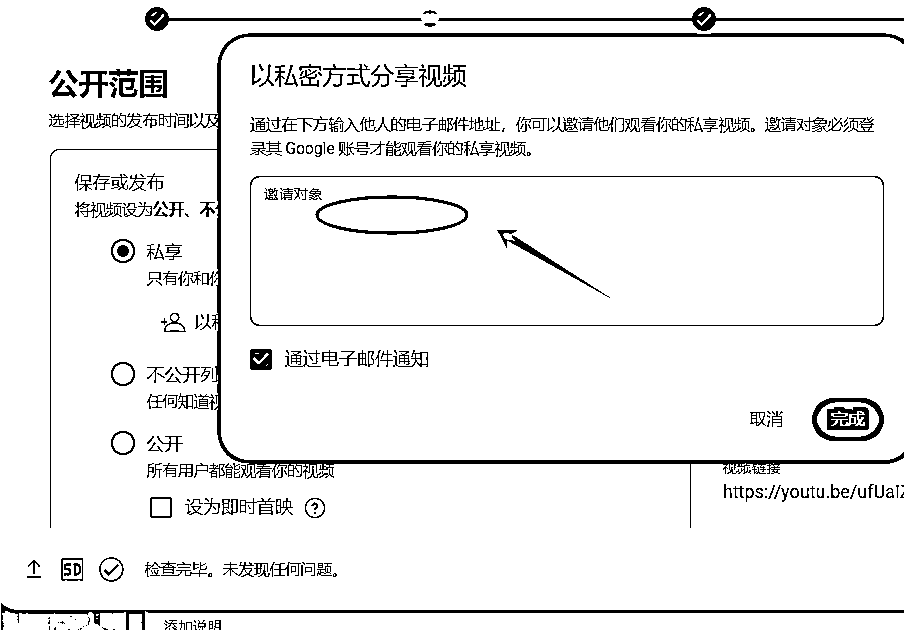 公开范围
选择视频的发布时间以及
保存或发布
将视频设为公开、不
私享
只有你和你
以私
不公开列
任何知道视
公开
所有用户都能观看你的视频
设为即时首映
以私密方式分享视频
通过在下方输入他人的电子邮件地址，你可以邀请他们观看你的私享视频。邀请对象必须登
录其 Google 账号才能观看你的私享视频。
邀请对象
通过电子邮件通知
取消
完成
视频链接
https://youtu.be/ufUaIZ
SD
检查完毕。未发现任何问题。
添加说明